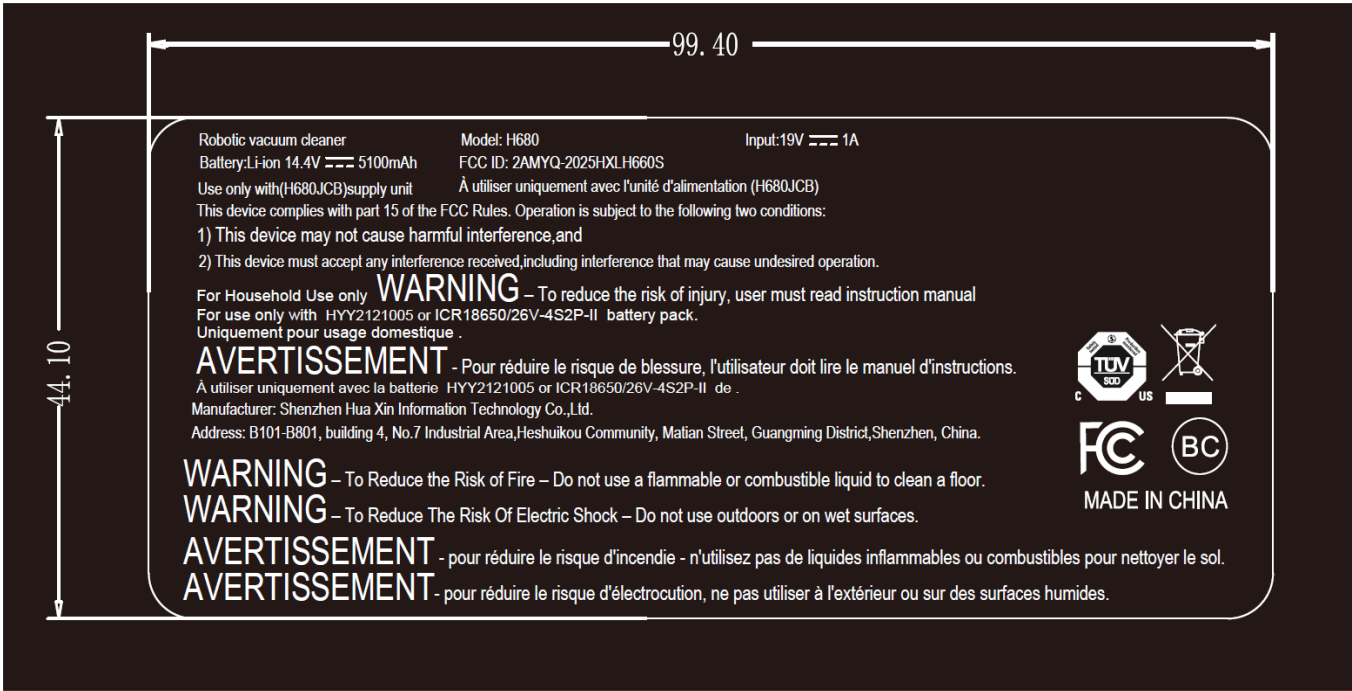 99.40
44.10
Robotic vacuum cleaner Model: H680 Input:19V 1A
Battery:Li-ion 14.4V 5100mAh FCC ID: 2AMYQ-2025HXLH660S
Use only with(H680JCB)supply unit À utiliser uniquement avec l'unité d'alimentation (H680JCB)
This device complies with part 15 of the FCC Rules. Operation is subject to the following two conditions:
1) This device may not cause harmful interference,and
2) This device must accept any interference received,including interference that may cause undesired operation.
For Household Use only WARNING – To reduce the risk of injury, user must read instruction manual
For use only with HYY2121005 or ICR18650/26V-4S2P-II battery pack.
Uniquement pour usage domestique .
AVERTISSEMENT - Pour réduire le risque de blessure, l'utilisateur doit lire le manuel d'instructions.
À utiliser uniquement avec la batterie HYY2121005 or ICR18650/26V-4S2P-II de .
Manufacturer: Shenzhen Hua Xin Information Technology Co.,Ltd.
Address: B101-B801, building 4, No.7 Industrial Area,Heshuikou Community, Matian Street, Guangming District,Shenzhen, China.
WARNING – To Reduce the Risk of Fire – Do not use a flammable or combustible liquid to clean a floor.
WARNING – To Reduce The Risk Of Electric Shock – Do not use outdoors or on wet surfaces.
AVERTISSEMENT - pour réduire le risque d'incendie - n'utilisez pas de liquides inflammables ou combustibles pour nettoyer le sol.
AVERTISSEMENT - pour réduire le risque d'électrocution, ne pas utiliser à l'extérieur ou sur des surfaces humides.
TÜV
SÜD
C US
FC BC
MADE IN CHINA